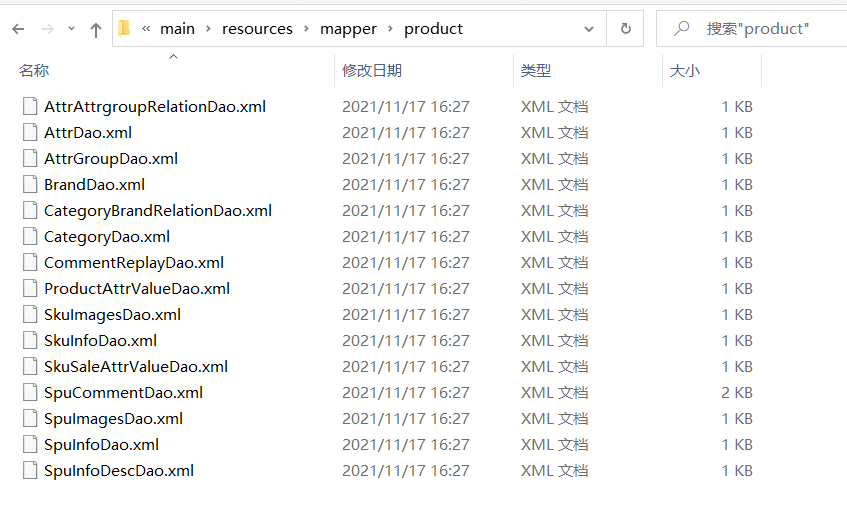 « main › resources › mapper › product 搜索"product"
名称 修改日期 类型 大小
AttrAttrgroupRelationDao.xml 2021/11/17 16:27 XML 文档 1 KB
AttrDao.xml 2021/11/17 16:27 XML 文档 1 KB
AttrGroupDao.xml 2021/11/17 16:27 XML 文档 1 KB
BrandDao.xml 2021/11/17 16:27 XML 文档 1 KB
CategoryBrandRelationDao.xml 2021/11/17 16:27 XML 文档 1 KB
CategoryDao.xml 2021/11/17 16:27 XML 文档 1 KB
CommentReplayDao.xml 2021/11/17 16:27 XML 文档 1 KB
ProductAttrValueDao.xml 2021/11/17 16:27 XML 文档 1 KB
SkuImagesDao.xml 2021/11/17 16:27 XML 文档 1 KB
SkuInfoDao.xml 2021/11/17 16:27 XML 文档 1 KB
SkuSaleAttrValueDao.xml 2021/11/17 16:27 XML 文档 1 KB
SpuCommentDao.xml 2021/11/17 16:27 XML 文档 2 KB
SpuImagesDao.xml 2021/11/17 16:27 XML 文档 1 KB
SpuInfoDao.xml 2021/11/17 16:27 XML 文档 1 KB
SpuInfoDescDao.xml 2021/11/17 16:27 XML 文档 1 KB